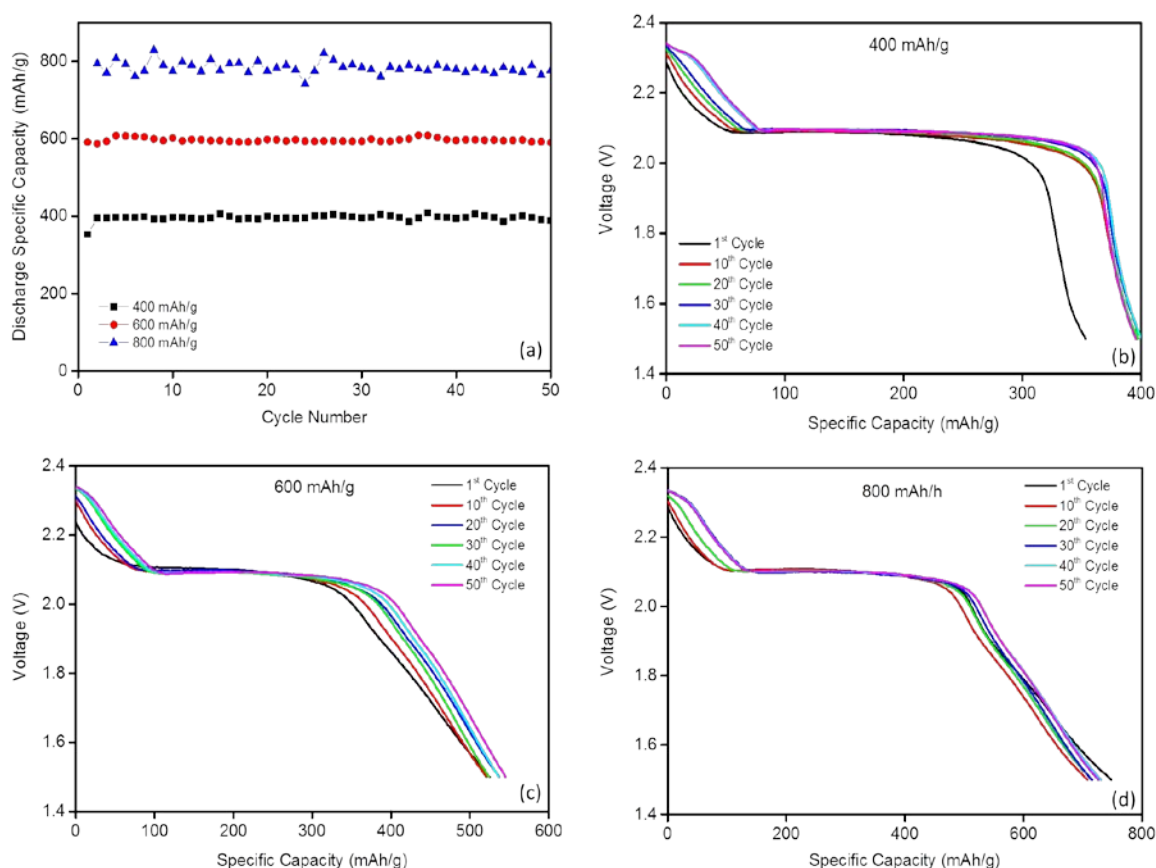 800
600
400
200
0
Discharge Specific Capacity (mAh/g)
400 mAh/g
600 mAh/g
800 mAh/g
(a)
0 10 20 30 40 50
Cycle Number
2.4
2.2
2.0
1.8
1.6
1.4
Voltage (V)
400 mAh/g
1st Cycle
10th Cycle
20th Cycle
30th Cycle
40th Cycle
50th Cycle
(b)
0 100 200 300 400
Specific Capacity (mAh/g)
2.4
2.2
2.0
1.8
1.6
1.4
Voltage (V)
600 mAh/g
1st Cycle
10th Cycle
20th Cycle
30th Cycle
40th Cycle
50th Cycle
(c)
0 100 200 300 400 500 600
Specific Capacity (mAh/g)
2.4
2.2
2.0
1.8
1.6
1.4
Voltage (V)
800 mAh/h
1st Cycle
10th Cycle
20th Cycle
30th Cycle
40th Cycle
50th Cycle
(d)
0 200 400 600 800
Specific Capacity (mAh/g)